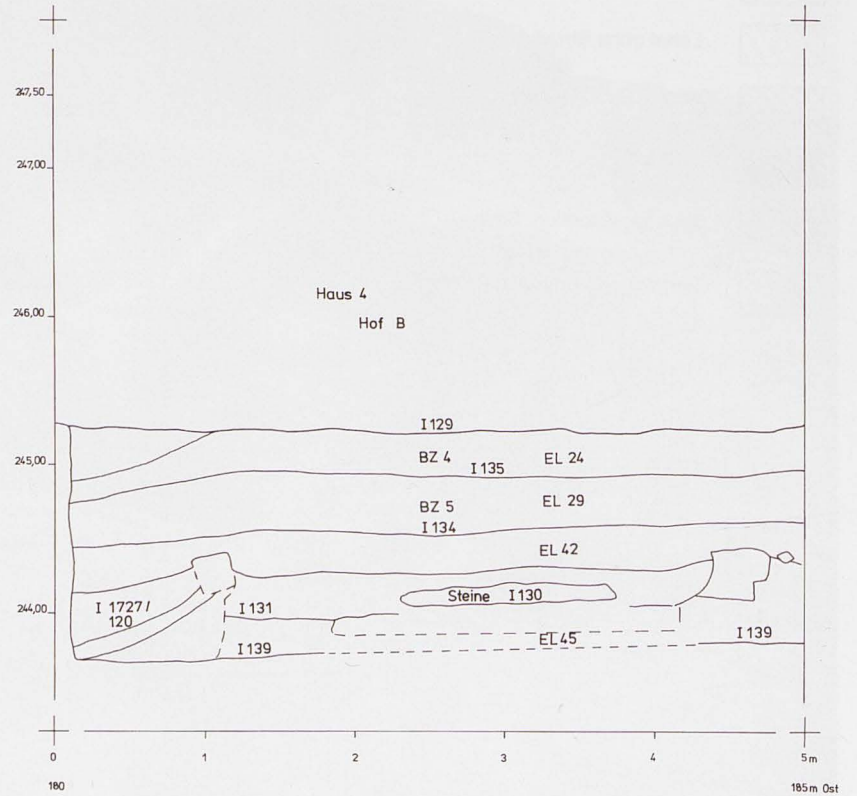 247,50
247,00
Haus 4
246,00
Hof B
I 129
245,00
BZ 4
EL 24
I 135
BZ 5
EL 29
I 134
EL 42
Steine I 130
244,00
I 1727/
120
I 131
EL 45
I 139
I 139
0
1
2
3
4
5 m
180
185 m Ost